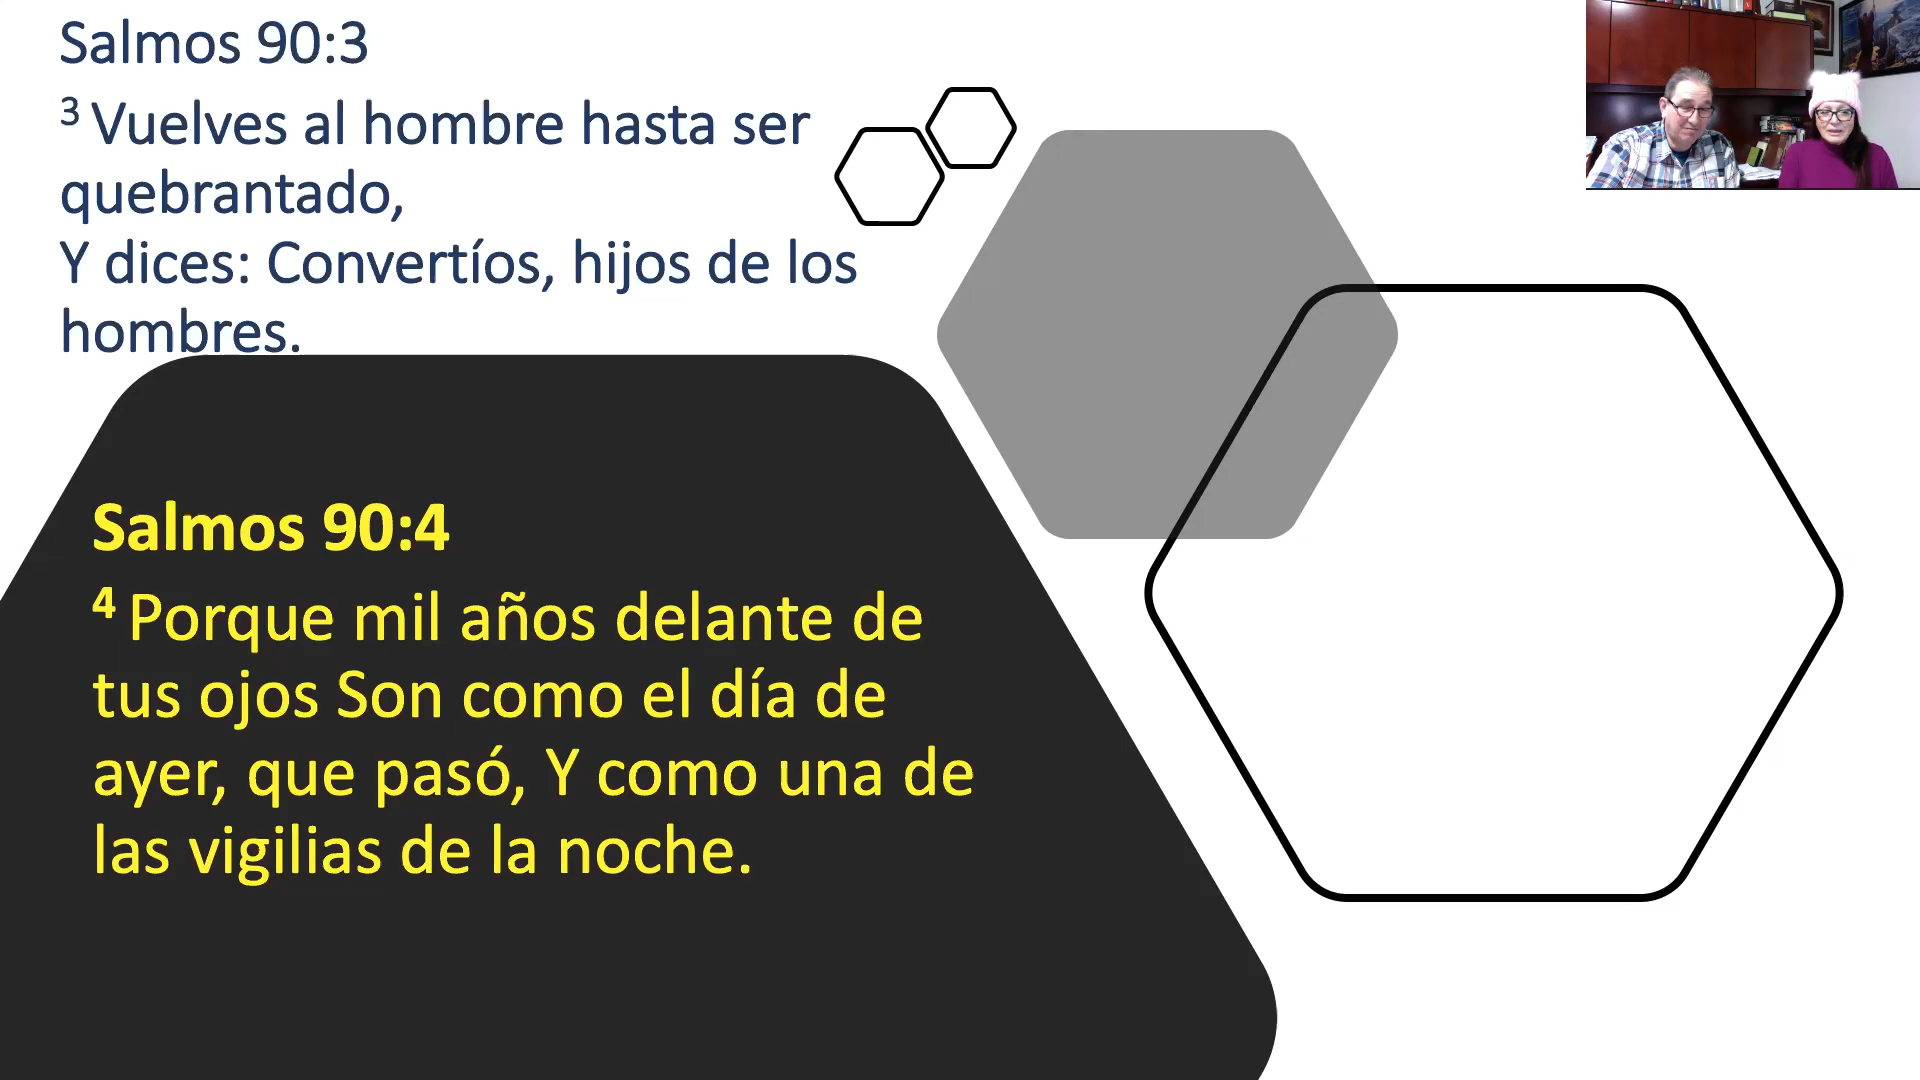 Salmos 90:3
3 Vuelves al hombre hasta ser
quebrantado,
Y dices: Convertíos, hijos de los
hombres.
Salmos 90:4
4 Porque mil años delante de
tus ojos Son como el día de
ayer, que pasó, Y como una de
las vigilias de la noche.